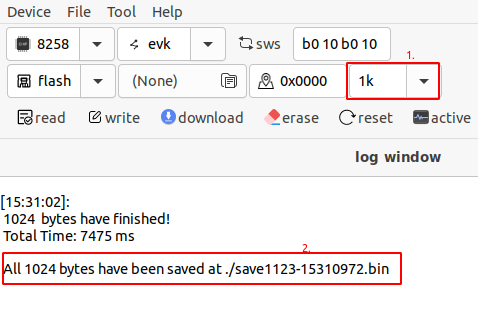 Device File Tool Help
8258 evk sws b0 10 b0 10
1.
flash (None) 0x0000 1k
read write download erase reset active
log window
[15:31:02]:
1024 bytes have finished!
Total Time: 7475 ms
2.
All 1024 bytes have been saved at ./save1123-15310972.bin